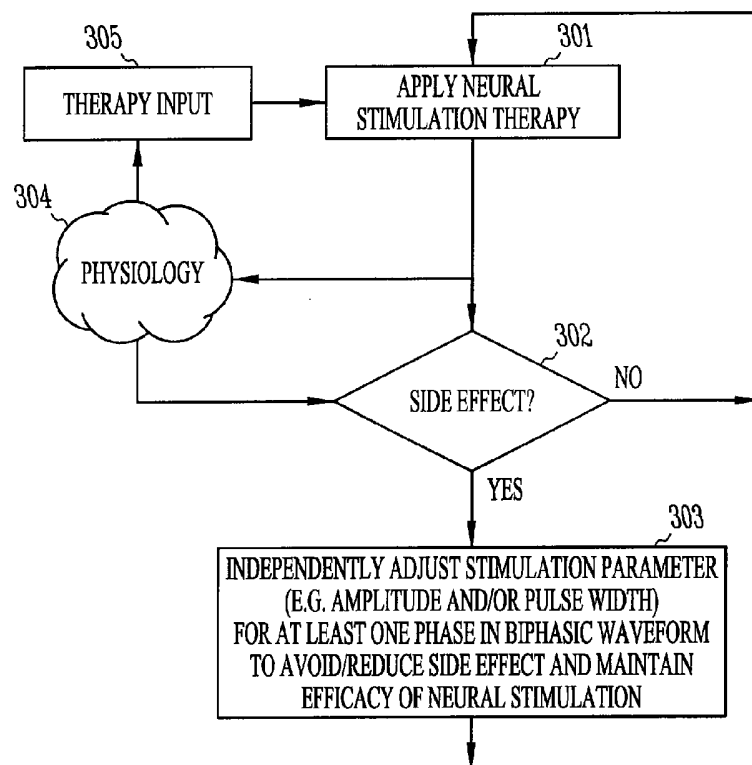 305
THERAPY INPUT
301
APPLY NEURAL
STIMULATION THERAPY
304
PHYSIOLOGY
302
SIDE EFFECT?
NO
YES
303
INDEPENDENTLY ADJUST STIMULATION PARAMETER
(E.G. AMPLITUDE AND/OR PULSE WIDTH)
FOR AT LEAST ONE PHASE IN BIPHASIC WAVEFORM
TO AVOID/REDUCE SIDE EFFECT AND MAINTAIN
EFFICACY OF NEURAL STIMULATION